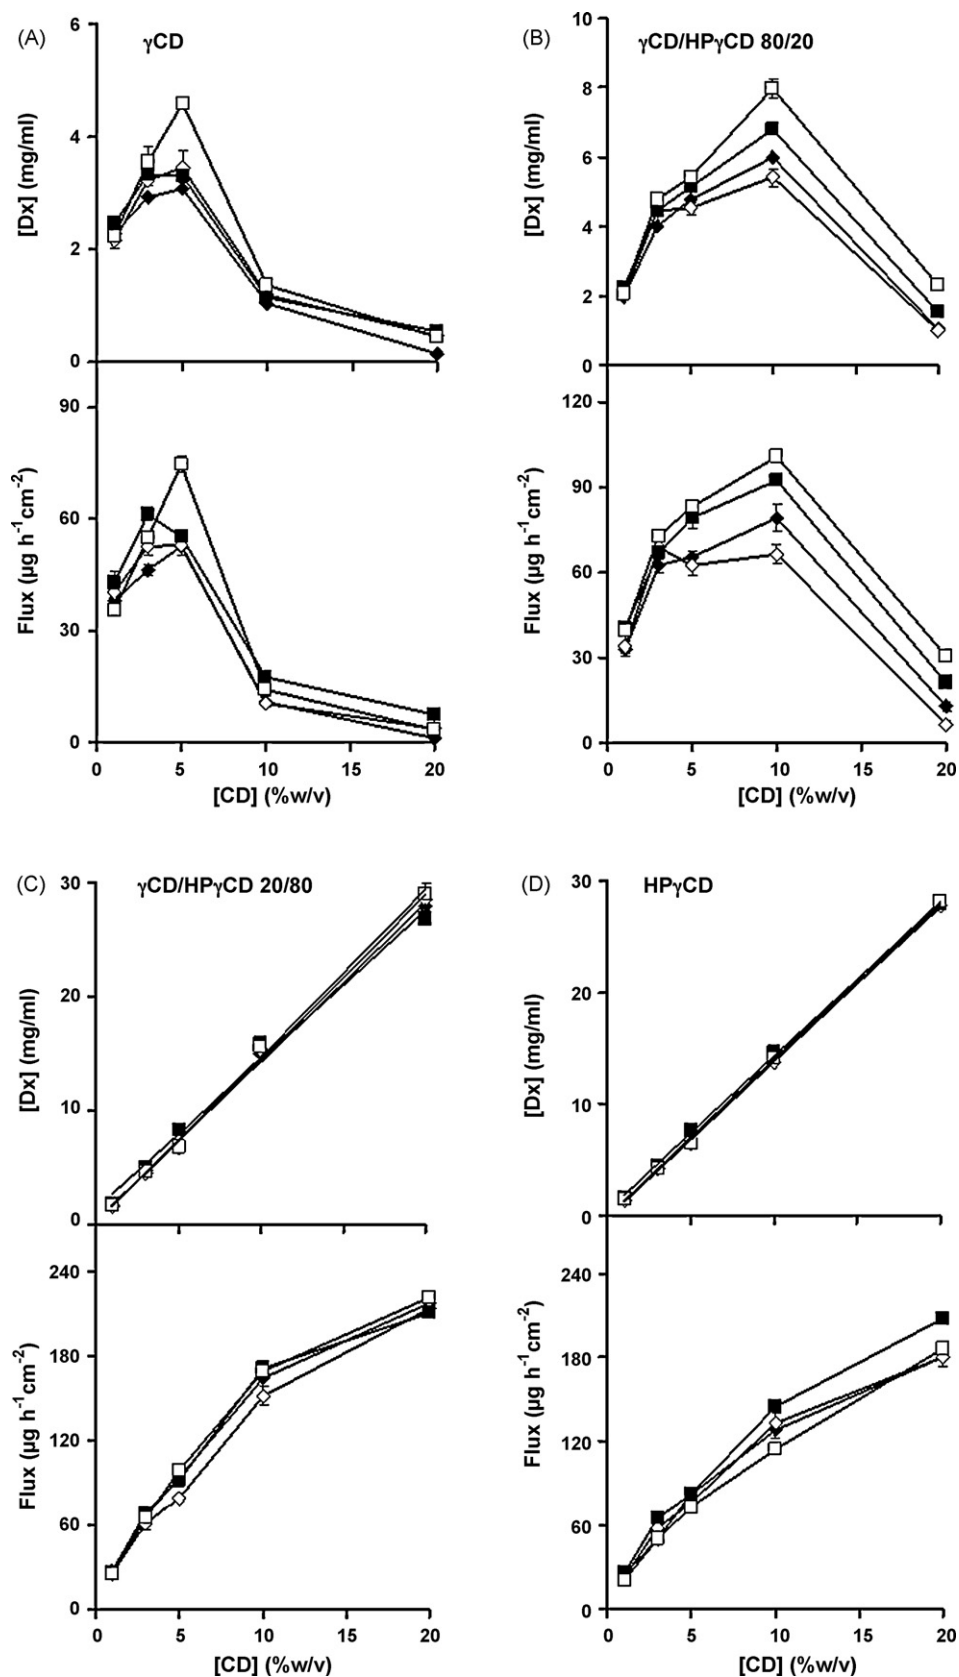 (A)
γCD
6
4
2
0
[Dx] (mg/ml)
90
60
30
0
Flux (µg h⁻¹cm⁻²)
0 5 10 15 20
[CD] (%w/v)
(B)
γCD/HPγCD 80/20
10
8
6
4
2
0
[Dx] (mg/ml)
120
90
60
30
0
Flux (µg h⁻¹cm⁻²)
0 5 10 15 20
[CD] (%w/v)
(C)
γCD/HPγCD 20/80
30
20
10
0
[Dx] (mg/ml)
240
180
120
60
0
Flux (µg h⁻¹cm⁻²)
0 5 10 15 20
[CD] (%w/v)
(D)
HPγCD
30
20
10
0
[Dx] (mg/ml)
240
180
120
60
0
Flux (µg h⁻¹cm⁻²)
0 5 10 15 20
[CD] (%w/v)